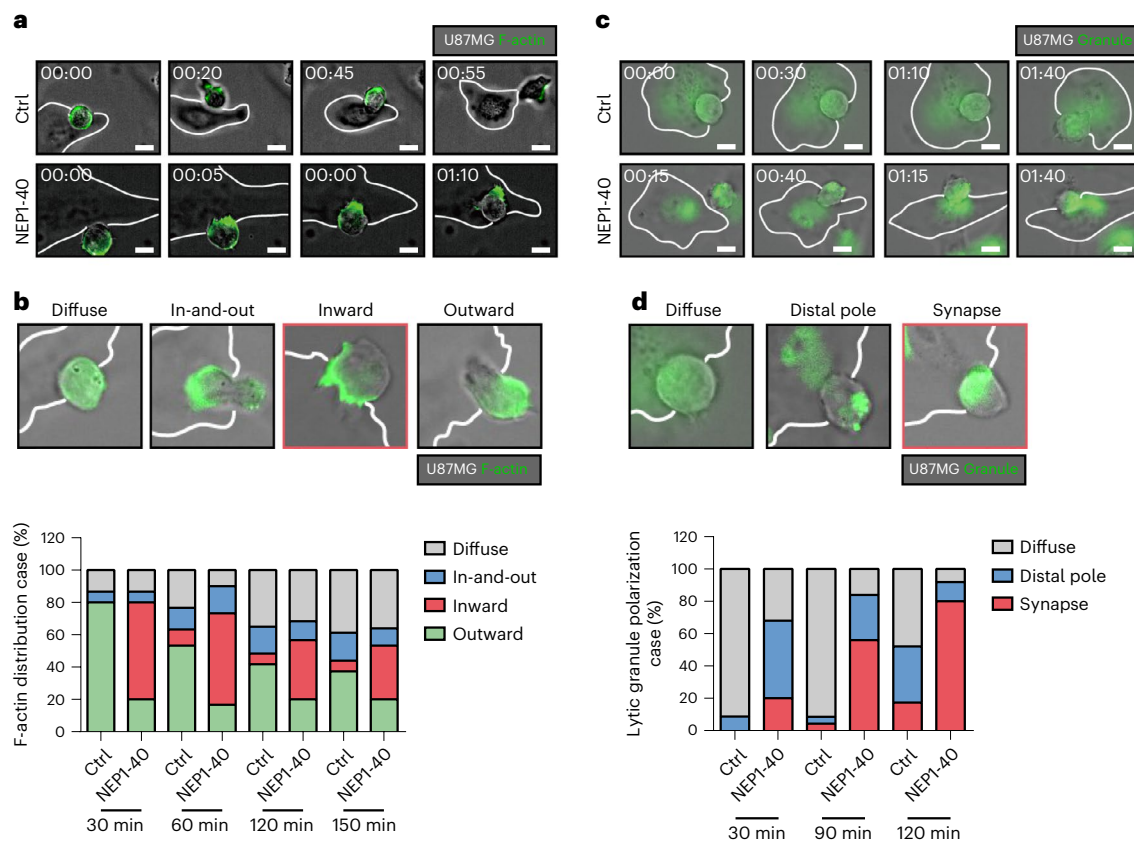 a
U87MG F-actin
Ctrl
00:00
00:20
00:45
00:55
NEP1-40
00:00
00:05
00:00
01:10
b
Diffuse
In-and-out
Inward
Outward
U87MG F-actin
F-actin distribution case (%)
120
100
80
60
40
20
0
Diffuse
In-and-out
Inward
Outward
Ctrl
NEP1-40
Ctrl
NEP1-40
Ctrl
NEP1-40
Ctrl
NEP1-40
30 min
60 min
120 min
150 min
c
U87MG Granule
Ctrl
00:00
00:30
01:10
01:40
NEP1-40
00:15
00:40
01:15
01:40
d
Diffuse
Distal pole
Synapse
U87MG Granule
Lytic granule polarization
case (%)
120
100
80
60
40
20
0
Diffuse
Distal pole
Synapse
Ctrl
NEP1-40
Ctrl
NEP1-40
Ctrl
NEP1-40
30 min
90 min
120 min